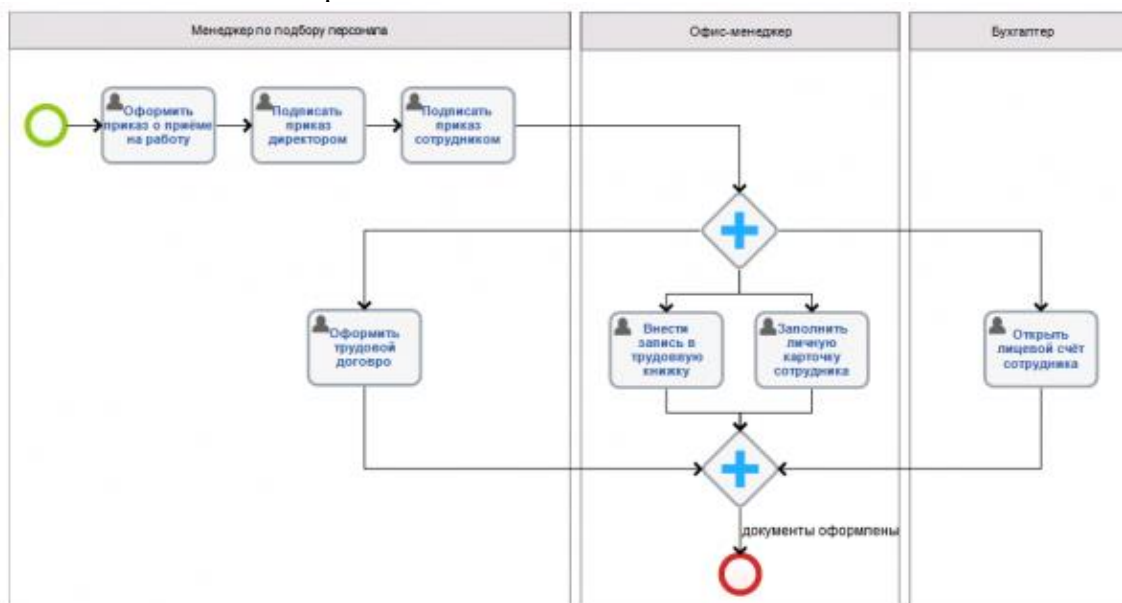 Менеджер по подбору персонала
Офис-менеджер
Бухгалтер
Оформить
приказ о приёме
на работу
Подписать
приказ
директором
Подписать
приказ
сотрудником
Оформить
трудовой
договро
Внести
запись в
трудоввую
книжку
Заполнить
личную
карточку
сотрудника
Открыть
лицевой счёт
сотрудника
документы оформлены